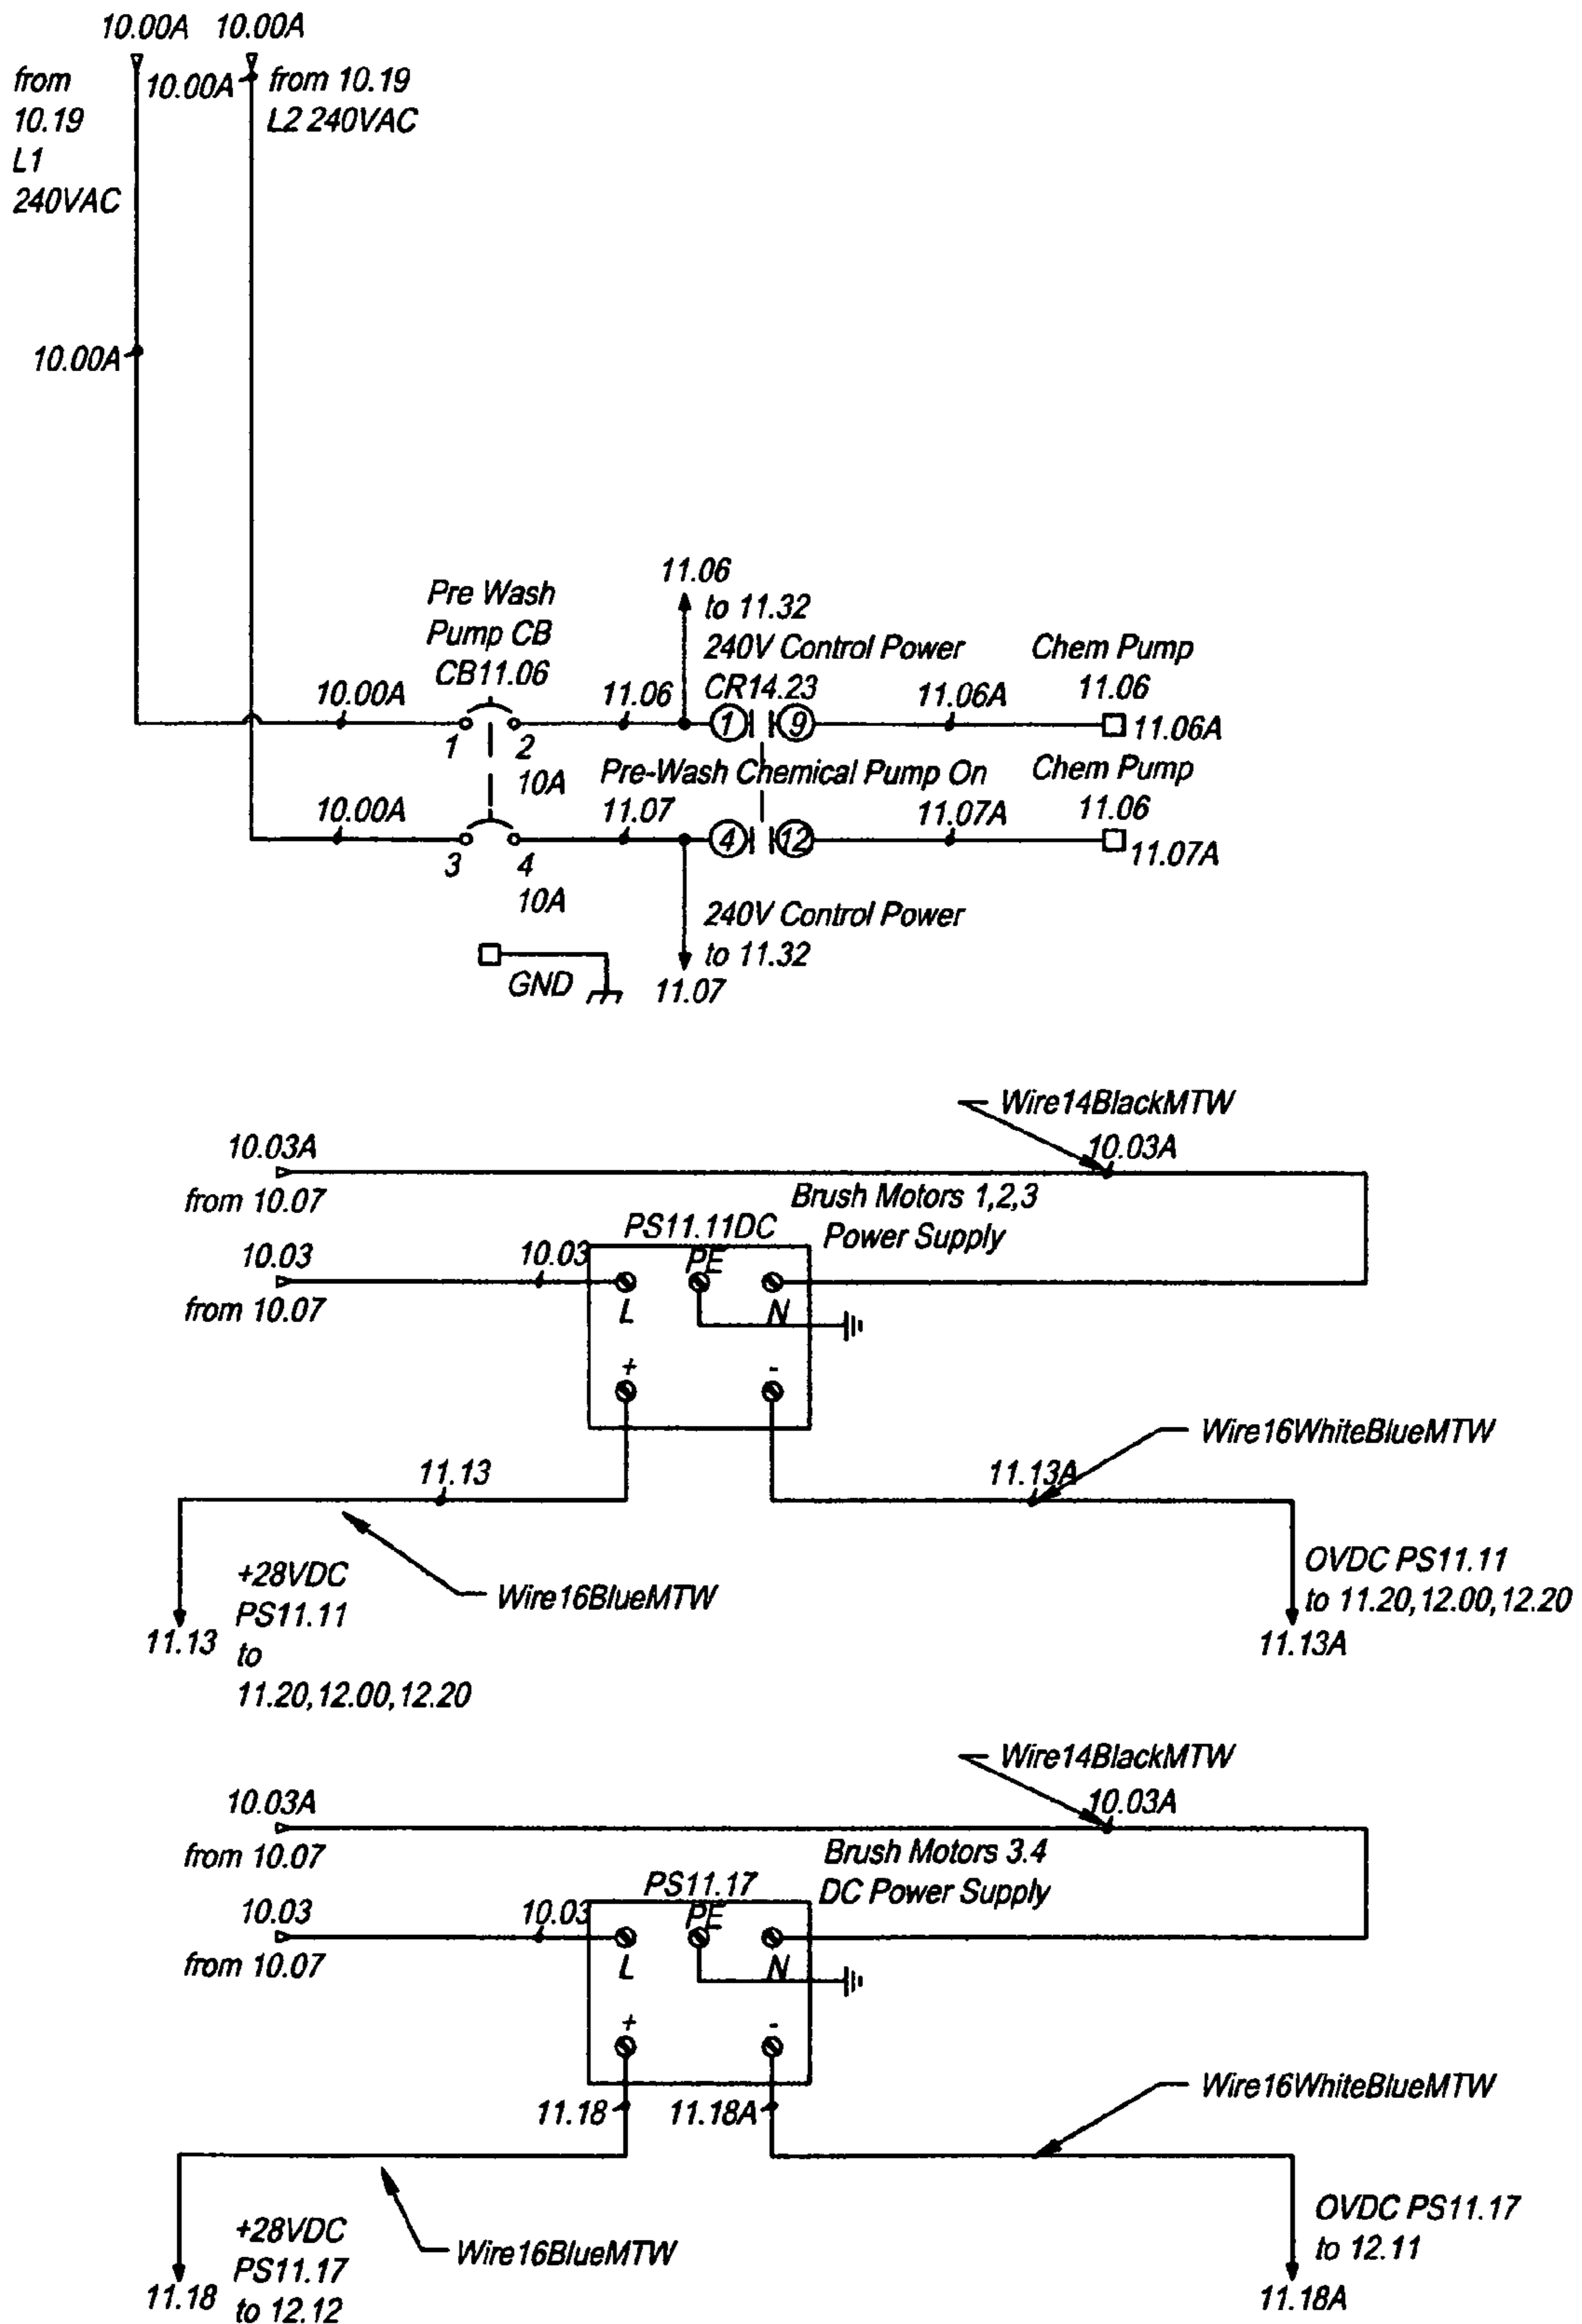 10.00A 10.00A
from
10.19
L1
240VAC
10.00A
from 10.19
L2 240VAC
10.00A
Pre Wash
Pump CB
CB11.06
11.06
to 11.32
240V Control Power
CR14.23
Chem Pump
11.06
10.00A
11.06
11.06A
1 2
10A
1 9
11.06A
Pre-Wash Chemical Pump On
Chem Pump
11.06
10.00A
11.07
11.07A
3 4
10A
4 12
11.07A
240V Control Power
to 11.32
11.07
GND
Wire14BlackMTW
10.03A
10.03A
from 10.07
Brush Motors 1,2,3
Power Supply
PS11.11DC
10.03
10.03
from 10.07
PE
L
N
+
-
Wire16WhiteBlueMTW
11.13
11.13A
+28VDC
PS11.11
to
11.20,12.00,12.20
11.13
Wire16BlueMTW
OVDC PS11.11
to 11.20,12.00,12.20
11.13A
Wire14BlackMTW
10.03A
10.03A
from 10.07
Brush Motors 3.4
DC Power Supply
PS11.17
10.03
10.03
from 10.07
PE
L
N
+
-
Wire16WhiteBlueMTW
11.18
11.18A
+28VDC
PS11.17
to 12.12
11.18
Wire16BlueMTW
OVDC PS11.17
to 12.11
11.18A